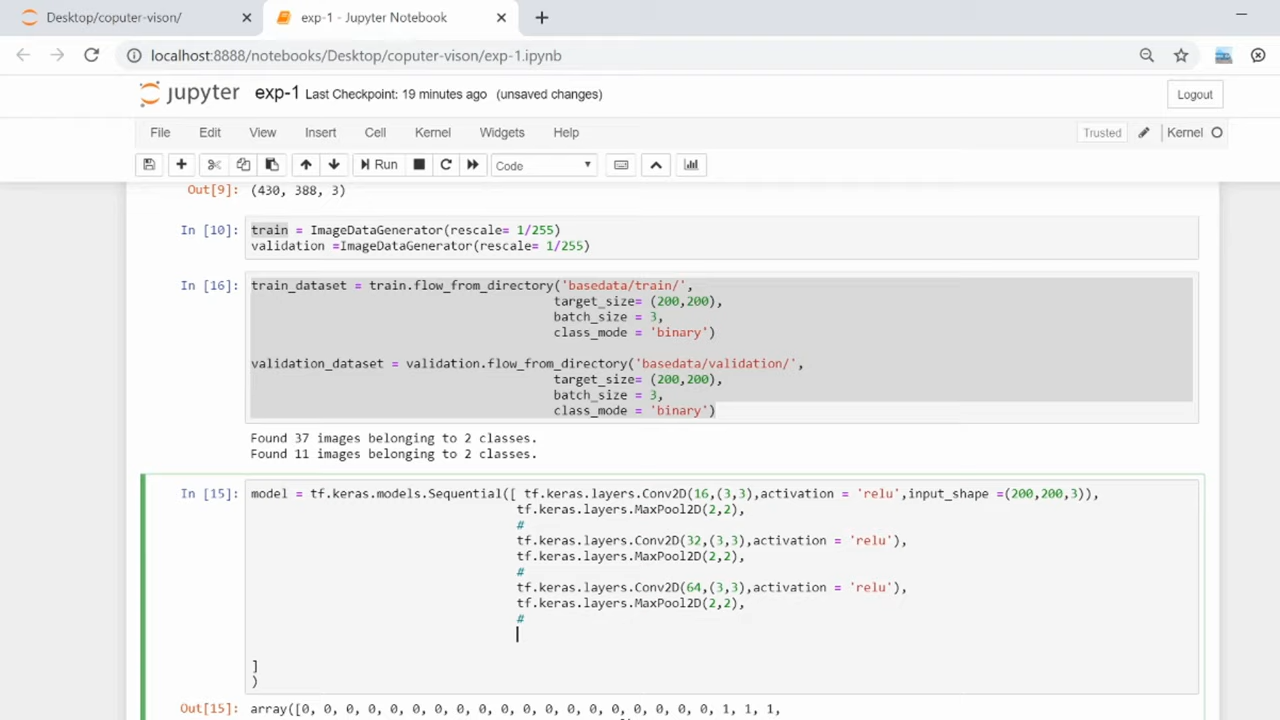 Desktop/coputer-vison/
exp-1 - Jupyter Notebook
localhost:8888/notebooks/Desktop/coputer-vison/exp-1.ipynb
jupyter exp-1 Last Checkpoint: 19 minutes ago (unsaved changes)
Logout
File Edit View Insert Cell Kernel Widgets Help
Trusted
Kernel
Run
Code
Out[9]: (430, 388, 3)
In [10]: train = ImageDataGenerator(rescale= 1/255)
validation =ImageDataGenerator(rescale= 1/255)
In [16]: train_dataset = train.flow_from_directory('basedata/train/',
target_size= (200,200),
batch_size = 3,
class_mode = 'binary')
validation_dataset = validation.flow_from_directory('basedata/validation/',
target_size= (200,200),
batch_size = 3,
class_mode = 'binary')
Found 37 images belonging to 2 classes.
Found 11 images belonging to 2 classes.
In [15]: model = tf.keras.models.Sequential([ tf.keras.layers.Conv2D(16,(3,3),activation = 'relu',input_shape =(200,200,3)),
tf.keras.layers.MaxPool2D(2,2),
#
tf.keras.layers.Conv2D(32,(3,3),activation = 'relu'),
tf.keras.layers.MaxPool2D(2,2),
#
tf.keras.layers.Conv2D(64,(3,3),activation = 'relu'),
tf.keras.layers.MaxPool2D(2,2),
#
]
)
Out[15]: array([0, 0, 0, 0, 0, 0, 0, 0, 0, 0, 0, 0, 0, 0, 0, 0, 0, 0, 0, 1, 1, 1,